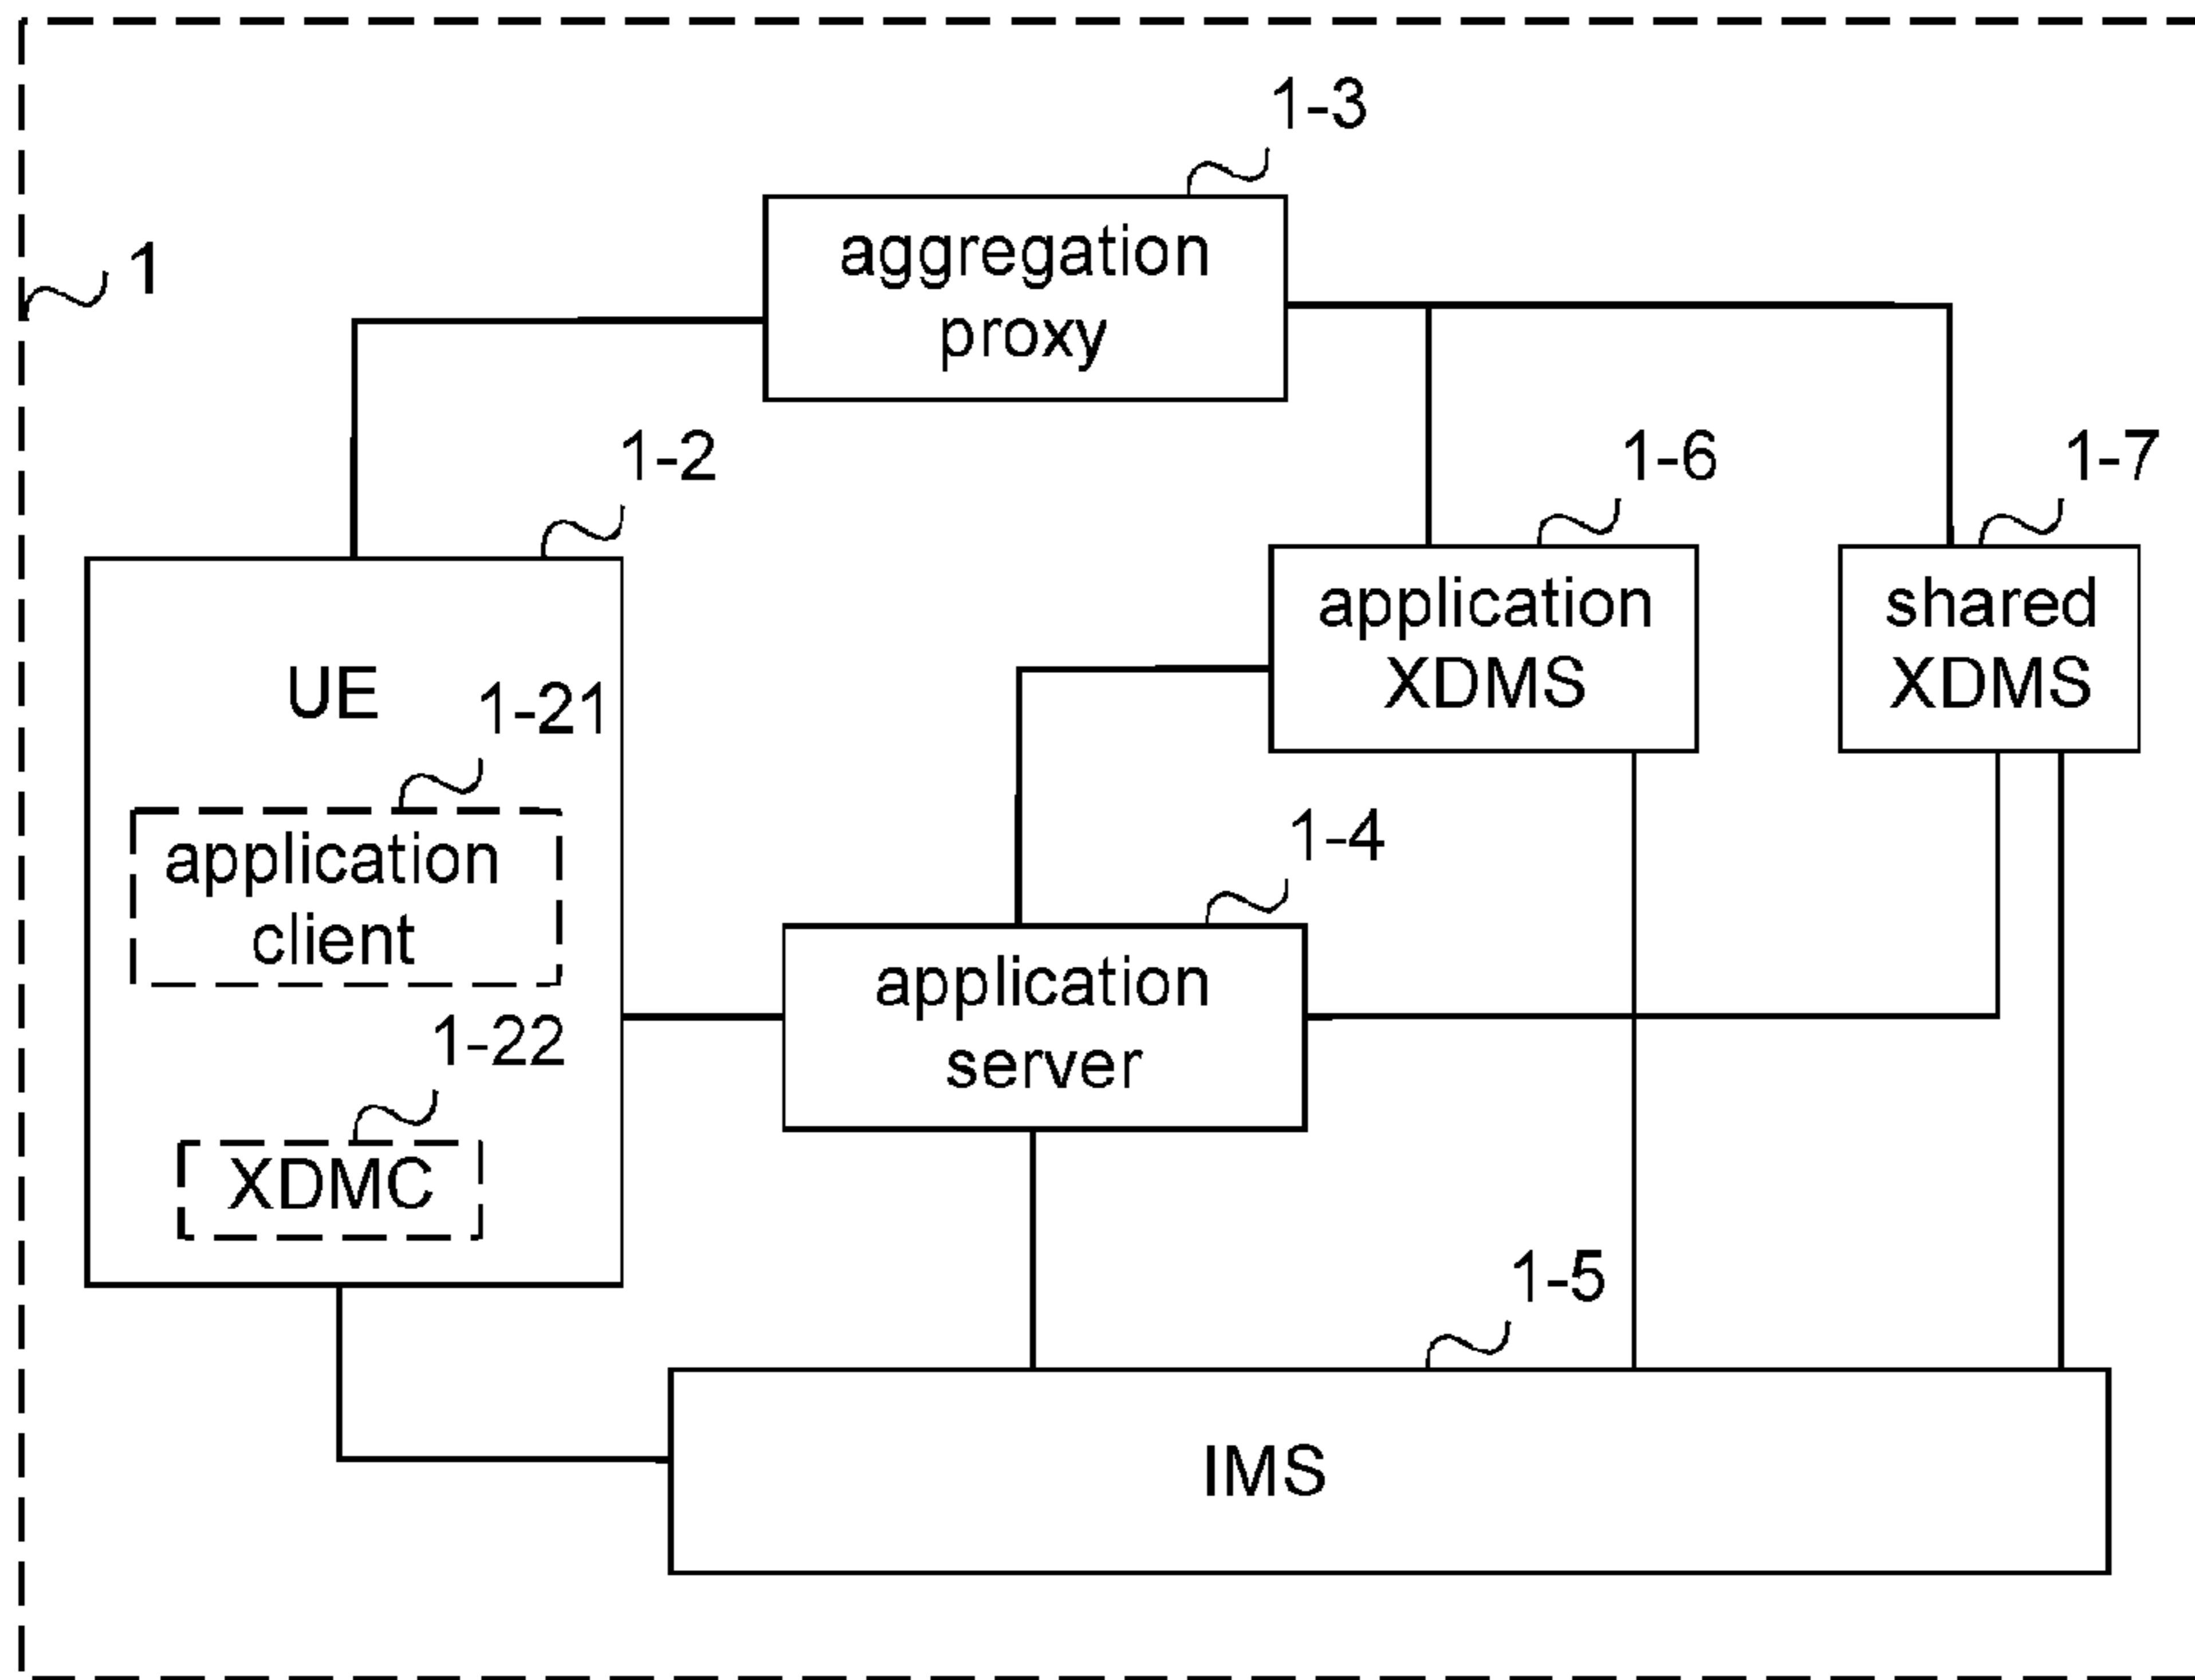 1-3
aggregation
proxy
1
1-2
1-6
1-7
application
XDMS
shared
XDMS
UE
1-21
application
client
1-4
application
server
1-22
XDMC
1-5
IMS